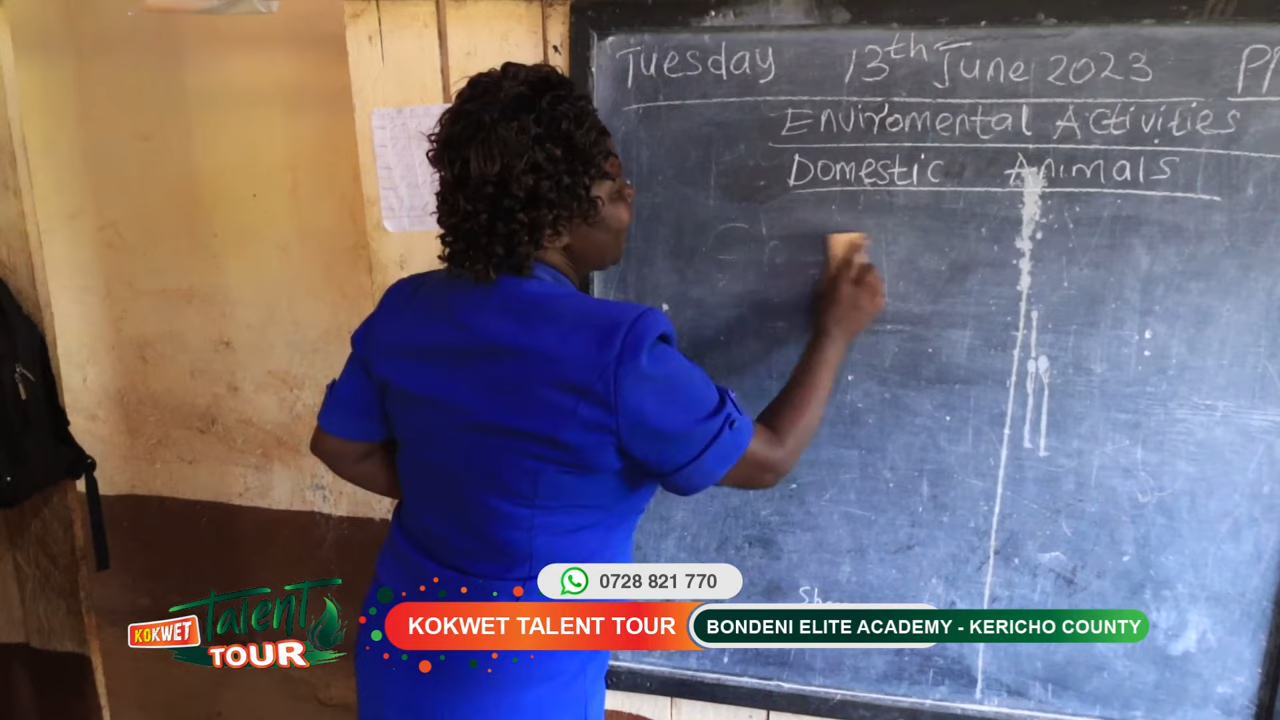 Tuesday 13th June 2023 PP
Enviromental Activities
Domestic Animals
0728 821 770
KOKWET TALENT TOUR
BONDENI ELITE ACADEMY - KERICHO COUNTY
KOKWET
Talent
TOUR